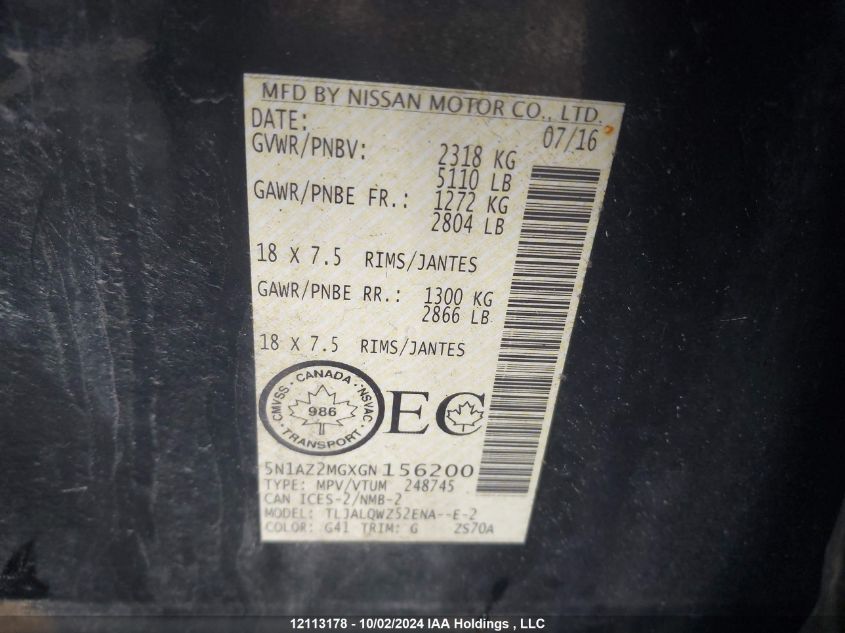 MFD BY NISSAN MOTOR CO., LTD.
DATE: 07/16
GVWR/PNBV: 2318 KG
5110 LB
GAWR/PNBE FR.: 1272 KG
2804 LB
18 X 7.5 RIMS/JANTES
GAWR/PNBE RR.: 1300 KG
2866 LB
18 X 7.5 RIMS/JANTES
CMVSS · CANADA · NSVAC
986
TRANSPORT
EC
5N1AZ2MGXGN156200
TYPE: MPV/VTUM 248745
CAN ICES-2/NMB-2
MODEL: TLJALQWZ52ENA--E-2
COLOR: G41 TRIM: G ZS70A
12113178 - 10/02/2024 IAA Holdings , LLC